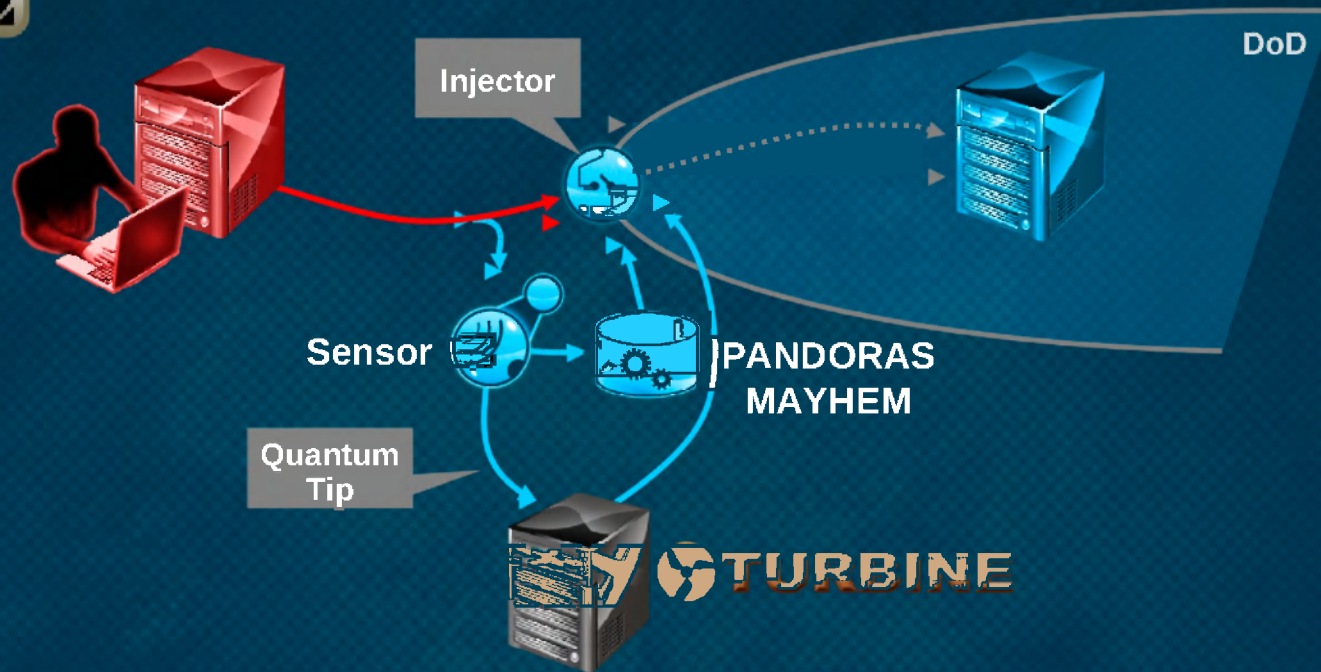 DoD
Injector
Sensor
PANDORAS
MAYHEM
Quantum
Tip
TURBINE